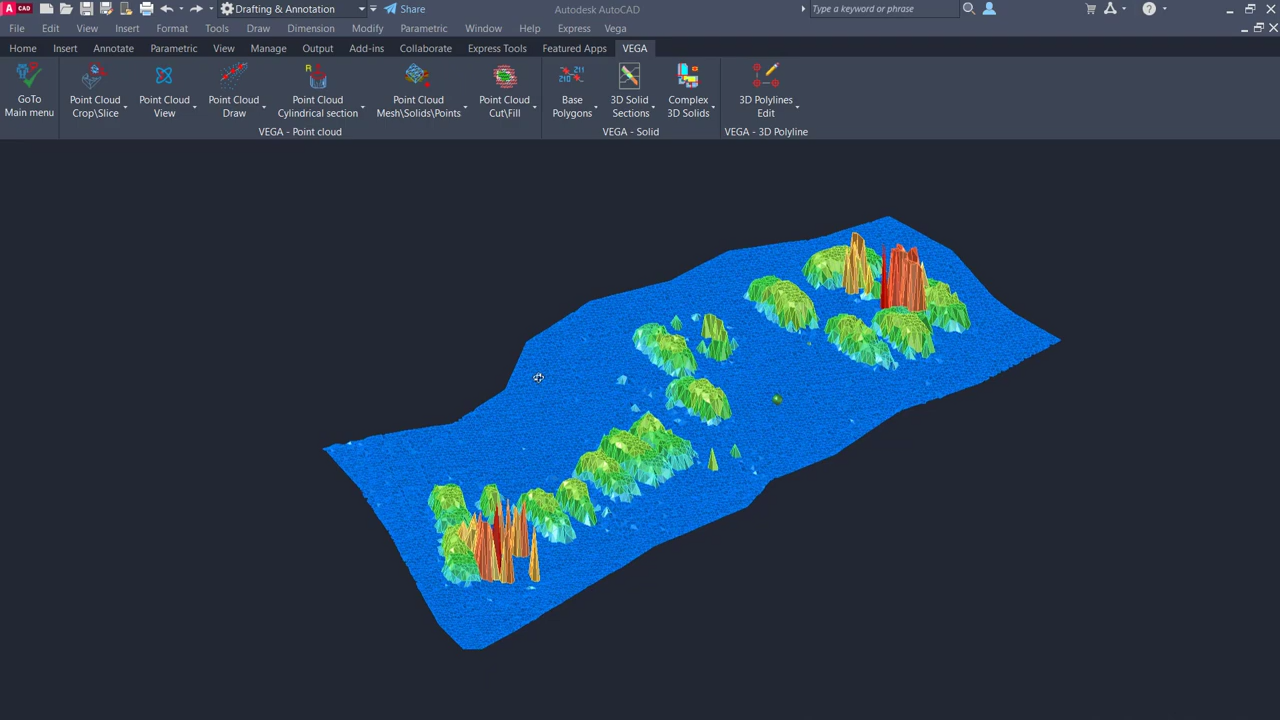 CAD
Drafting & Annotation
Share
Autodesk AutoCAD
Type a keyword or phrase
File Edit View Insert Format Tools Draw Dimension Modify Parametric Window Help Express Vega
Home Insert Annotate Parametric View Manage Output Add-ins Collaborate Express Tools Featured Apps VEGA
GoTo
Main menu
Point Cloud
Crop\Slice
Point Cloud
View
Point Cloud
Draw
R
Point Cloud
Cylindrical section
Point Cloud
Mesh\Solids\Points
Point Cloud
Cut\Fill
211
210
Base
Polygons
3D Solid
Sections
Complex
3D Solids
3D Polylines
Edit
VEGA - Point cloud
VEGA - Solid
VEGA - 3D Polyline